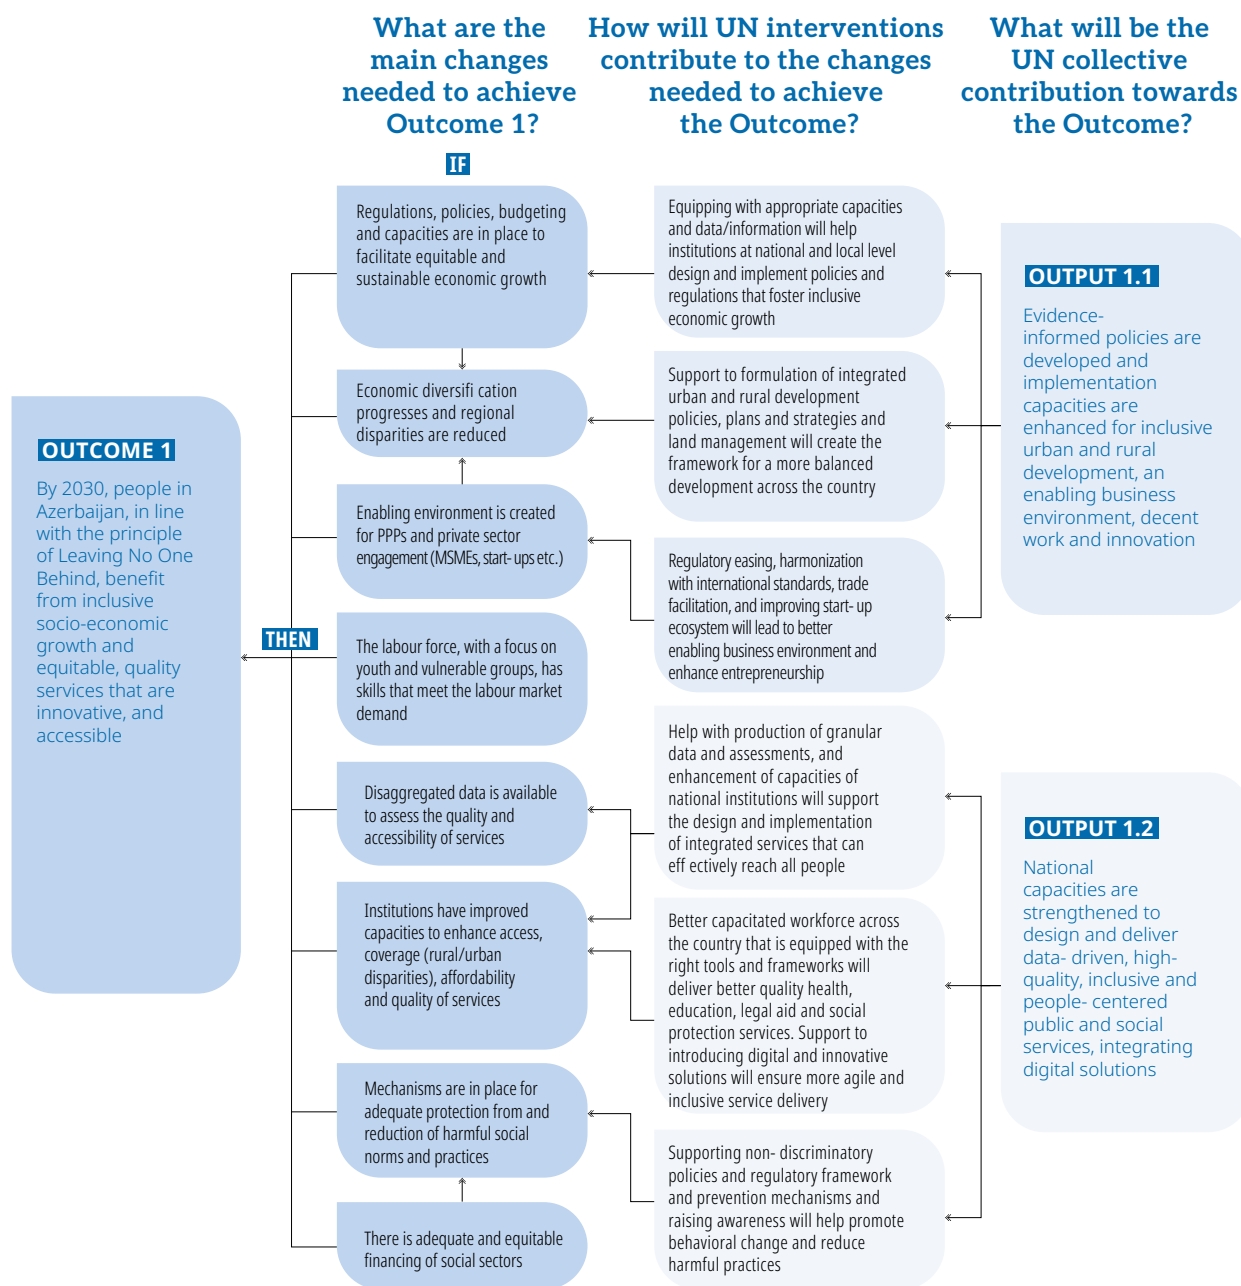 What are the
main changes
needed to achieve
Outcome 1?
How will UN interventions
contribute to the changes
needed to achieve
the Outcome?
What will be the
UN collective
contribution towards
the Outcome?
IF
Regulations, policies, budgeting
and capacities are in place to
facilitate equitable and
sustainable economic growth
Economic diversifi cation
progresses and regional
disparities are reduced
Enabling environment is created
for PPPs and private sector
engagement (MSMEs, start- ups etc.)
The labour force, with a focus on
youth and vulnerable groups, has
skills that meet the labour market
demand
Disaggregated data is available
to assess the quality and
accessibility of services
Institutions have improved
capacities to enhance access,
coverage (rural/urban
disparities), affordability
and quality of services
Mechanisms are in place for
adequate protection from and
reduction of harmful social
norms and practices
There is adequate and equitable
financing of social sectors
Equipping with appropriate capacities
and data/information will help
institutions at national and local level
design and implement policies and
regulations that foster inclusive
economic growth
Support to formulation of integrated
urban and rural development
policies, plans and strategies and
land management will create the
framework for a more balanced
development across the country
Regulatory easing, harmonization
with international standards, trade
facilitation, and improving start- up
ecosystem will lead to better
enabling business environment and
enhance entrepreneurship
Help with production of granular
data and assessments, and
enhancement of capacities of
national institutions will support
the design and implementation
of integrated services that can
eff ectively reach all people
Better capacitated workforce across
the country that is equipped with the
right tools and frameworks will
deliver better quality health,
education, legal aid and social
protection services. Support to
introducing digital and innovative
solutions will ensure more agile and
inclusive service delivery
Supporting non- discriminatory
policies and regulatory framework
and prevention mechanisms and
raising awareness will help promote
behavioral change and reduce
harmful practices
OUTPUT 1.1
Evidence-
informed policies are
developed and
implementation
capacities are
enhanced for inclusive
urban and rural
development, an
enabling business
environment, decent
work and innovation
OUTPUT 1.2
National
capacities are
strengthened to
design and deliver
data- driven, high-
quality, inclusive and
people- centered
public and social
services, integrating
digital solutions
THEN
OUTCOME 1
By 2030, people in
Azerbaijan, in line
with the principle
of Leaving No One
Behind, benefit
from inclusive
socio-economic
growth and
equitable, quality
services that are
innovative, and
accessible